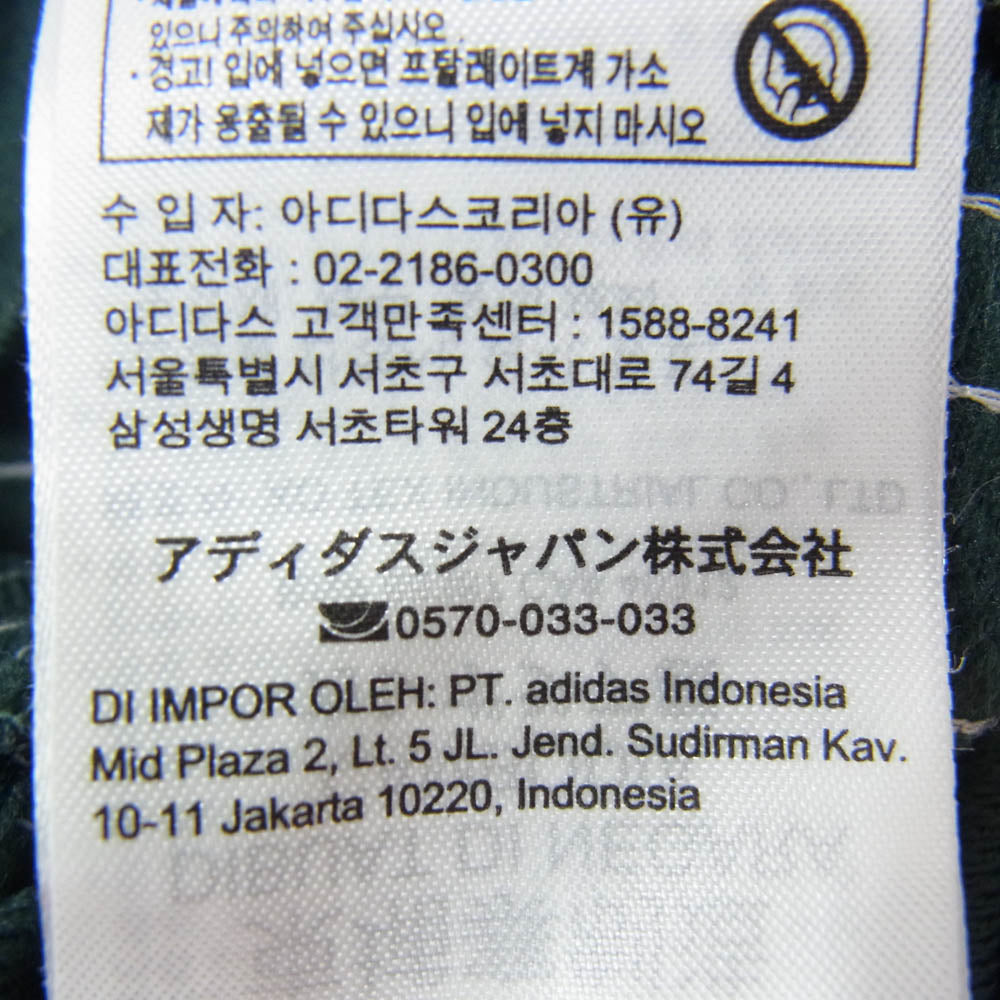 있으니 주의하여 주십시오.
· 경고! 입에 넣으면 프탈레이트계 가소
제가 용출될 수 있으니 입에 넣지 마시오
수 입 자: 아디다스코리아 (유)
대표전화 : 02-2186-0300
아디다스 고객만족센터 : 1588-8241
서울특별시 서초구 서초대로 74길 4
삼성생명 서초타워 24층
INDUSTRIAL CO., LTD
アディダスジャパン株式会社
0570-033-033
DI IMPOR OLEH: PT. adidas Indonesia
Mid Plaza 2, Lt. 5 JL. Jend. Sudirman Kav.
10-11 Jakarta 10220, Indonesia